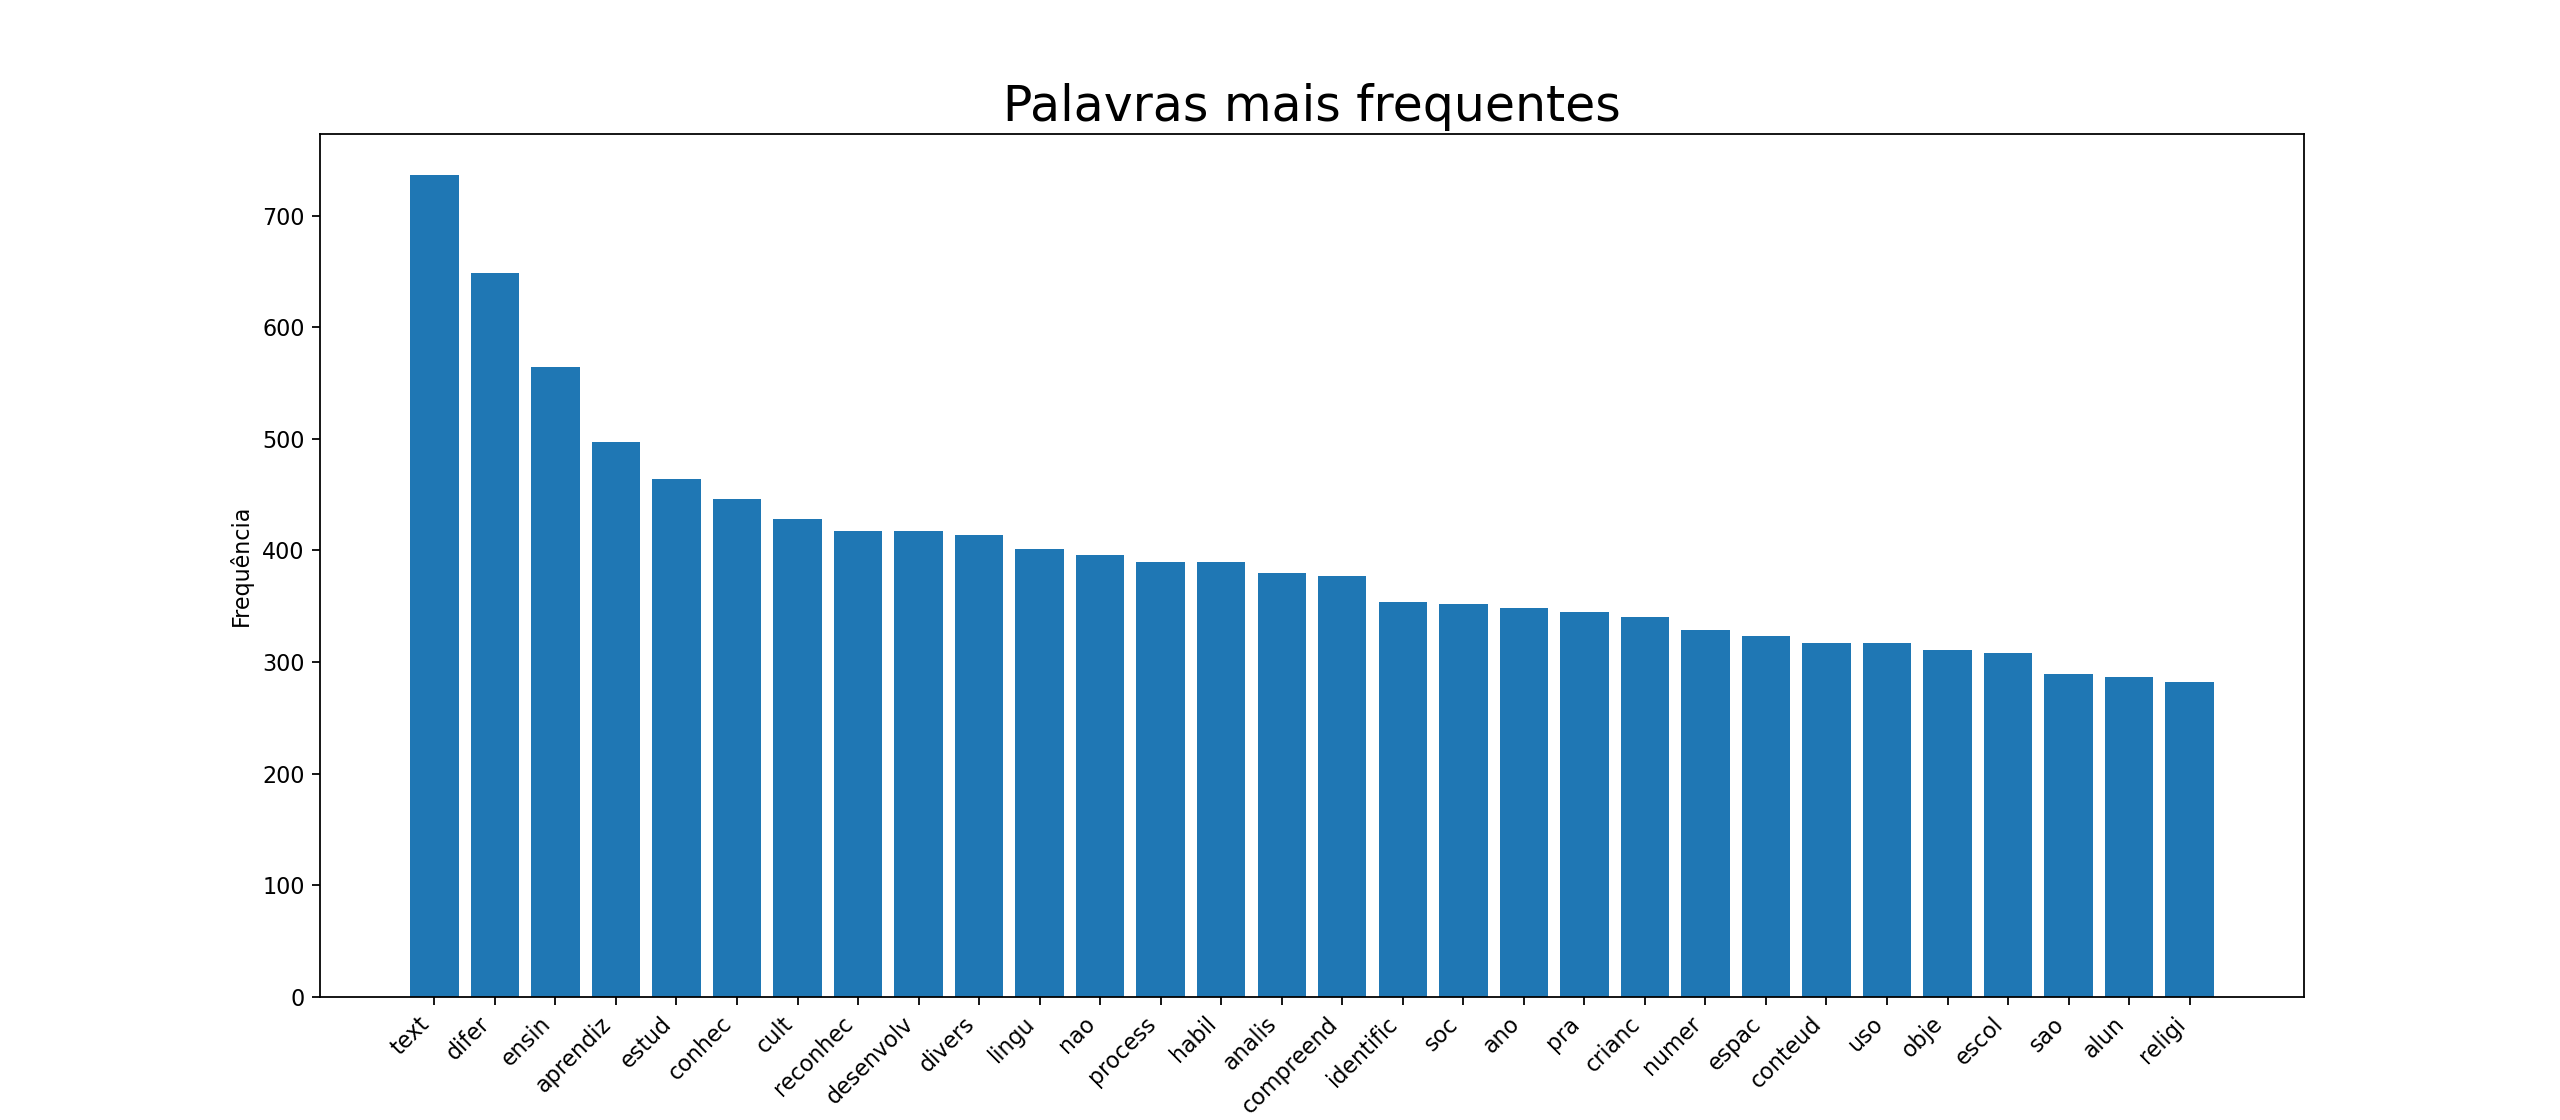 Palavras mais frequentes
Frequência
700
600
500
400
300
200
100
0
text
difer
ensin
aprendiz
estud
conhec
cult
reconhec
desenvolv
divers
lingu
nao
process
habil
analis
compreend
identific
soc
ano
pra
crianc
numer
espac
conteud
uso
obje
escol
sao
alun
religi